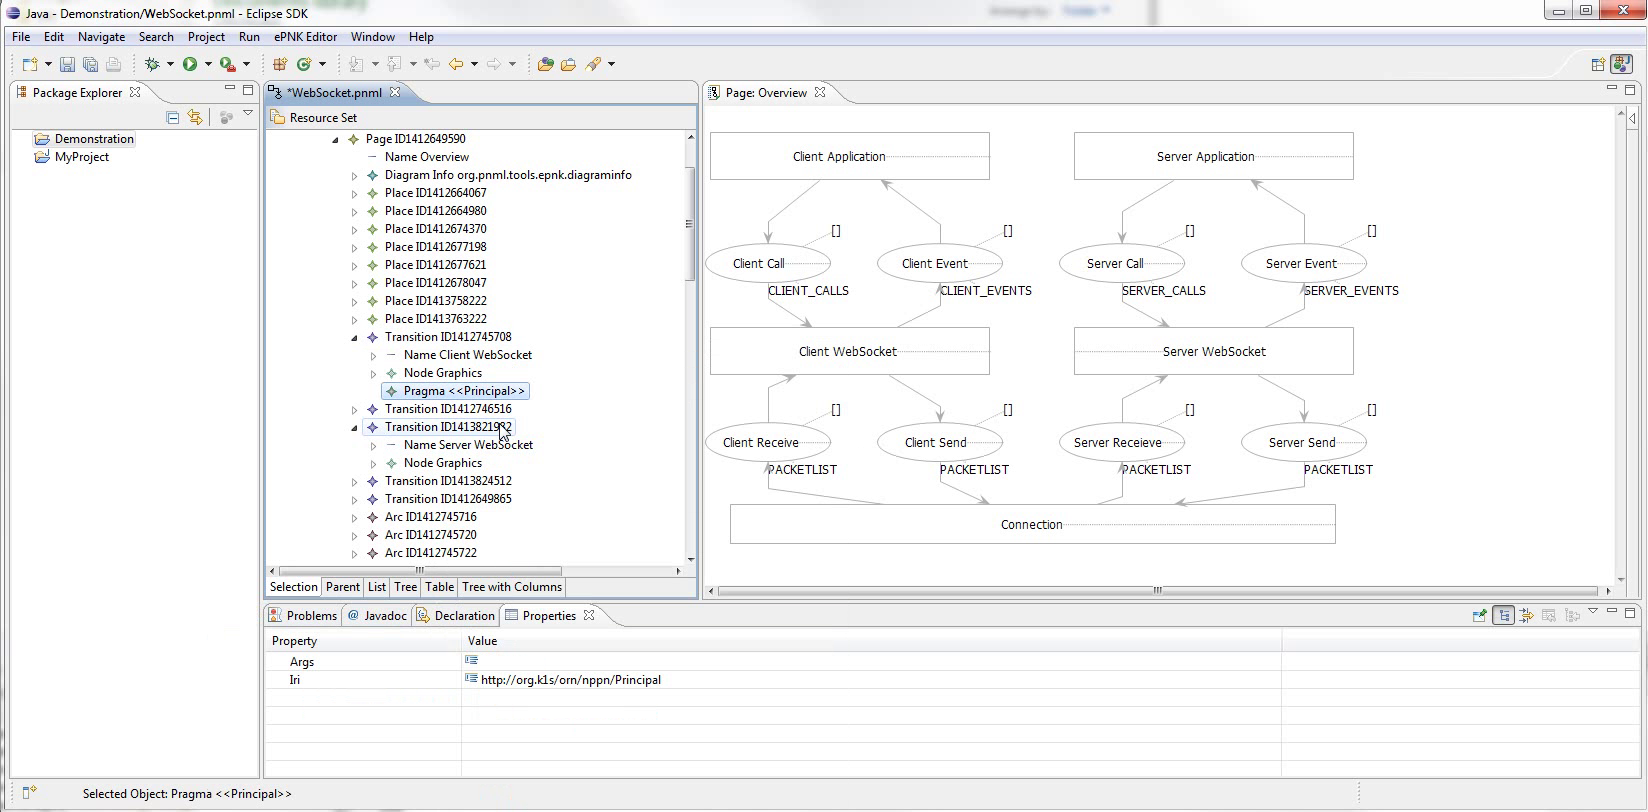 Java - Demonstration/WebSocket.pnml - Eclipse SDK
File Edit Navigate Search Project Run ePNK Editor Window Help
Package Explorer
Demonstration
MyProject
*WebSocket.pnml
Resource Set
Page ID1412649590
Name Overview
Diagram Info org.pnml.tools.epnk.diagraminfo
Place ID1412664067
Place ID1412664980
Place ID1412674370
Place ID1412677198
Place ID1412677621
Place ID1412678047
Place ID1413758222
Place ID1413763222
Transition ID1412745708
Name Client WebSocket
Node Graphics
Pragma <<Principal>>
Transition ID1412746516
Transition
Name Server WebSocket
Node Graphics
Transition ID1413824512
Transition ID1412649865
Arc ID1412745716
Arc ID1412745720
Arc ID1412745722
Selection Parent List Tree Table Tree with Columns
Page: Overview
Client Application Server Application
[] [] [] []
Client Call Client Event Server Call Server Event
CLIENT_CALLS CLIENT_EVENTS SERVER_CALLS SERVER_EVENTS
Client WebSocket Server WebSocket
[] [] [] []
Client Receive Client Send Server Receieve Server Send
PACKETLIST PACKETLIST PACKETLIST PACKETLIST
Connection
Problems @ Javadoc Declaration Properties
Property Value
Args
Iri http://org.k1s/orn/nppn/Principal
Selected Object: Pragma <<Principal>>